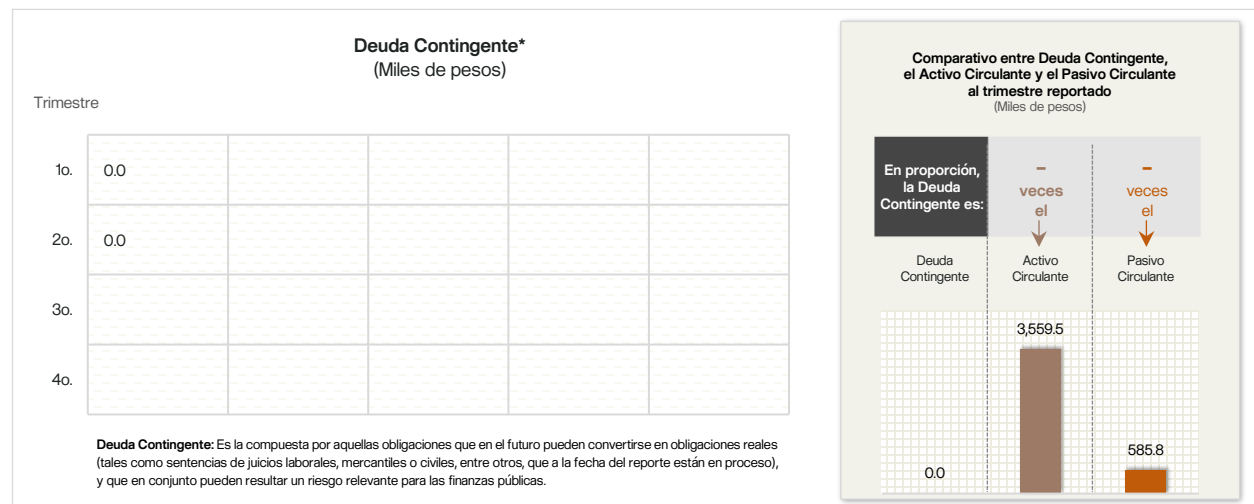 Deuda Contingente*
(Miles de pesos)
Trimestre
1o. 0.0
2o. 0.0
3o.
4o.
Deuda Contingente: Es la compuesta por aquellas obligaciones que en el futuro pueden convertirse en obligaciones reales
(tales como sentencias de juicios laborales, mercantiles o civiles, entre otros, que a la fecha del reporte están en proceso),
y que en conjunto pueden resultar un riesgo relevante para las finanzas públicas.
Comparativo entre Deuda Contingente,
el Activo Circulante y el Pasivo Circulante
al trimestre reportado
(Miles de pesos)
En proporción,
la Deuda
Contingente es:
–
veces
el
–
veces
el
Deuda
Contingente
Activo
Circulante
Pasivo
Circulante
0.0
3,559.5
585.8